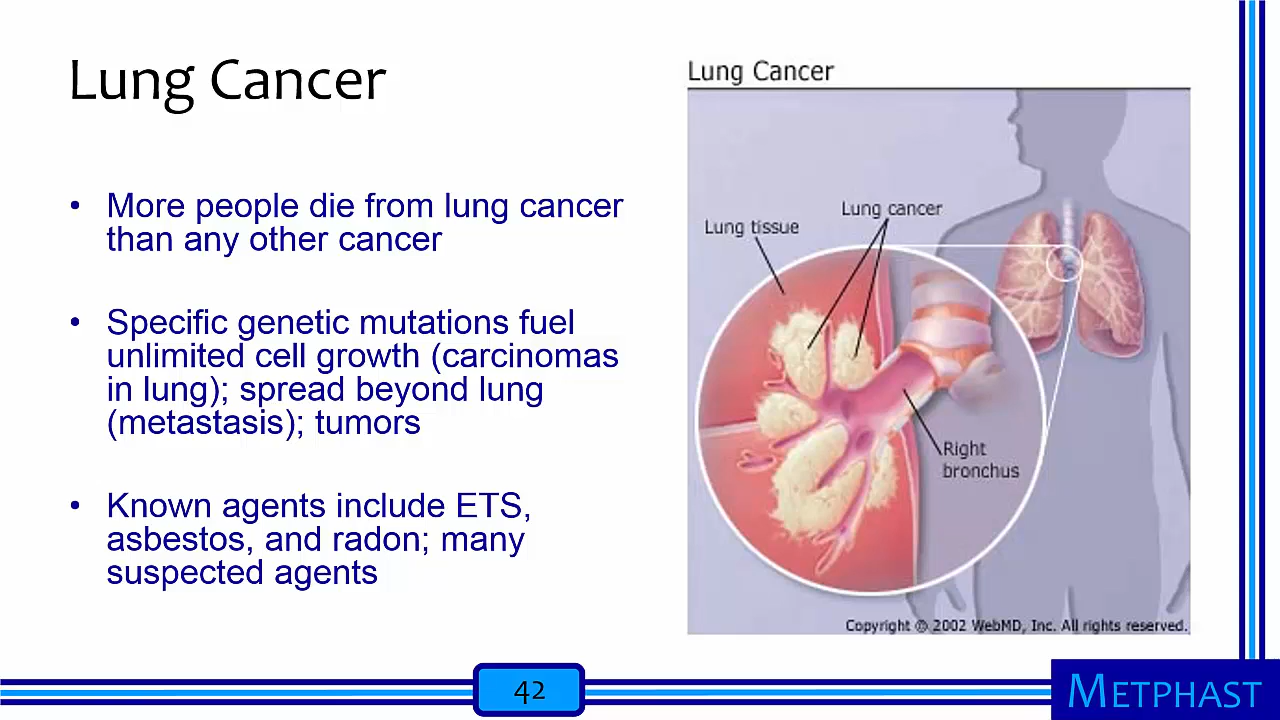 Lung Cancer
• More people die from lung cancer
than any other cancer
• Specific genetic mutations fuel
unlimited cell growth (carcinomas
in lung); spread beyond lung
(metastasis); tumors
• Known agents include ETS,
asbestos, and radon; many
suspected agents
Lung Cancer
Lung cancer
Lung tissue
Right
bronchus
Copyright © 2002 WebMD, Inc. All rights reserved.
42
METPHAST